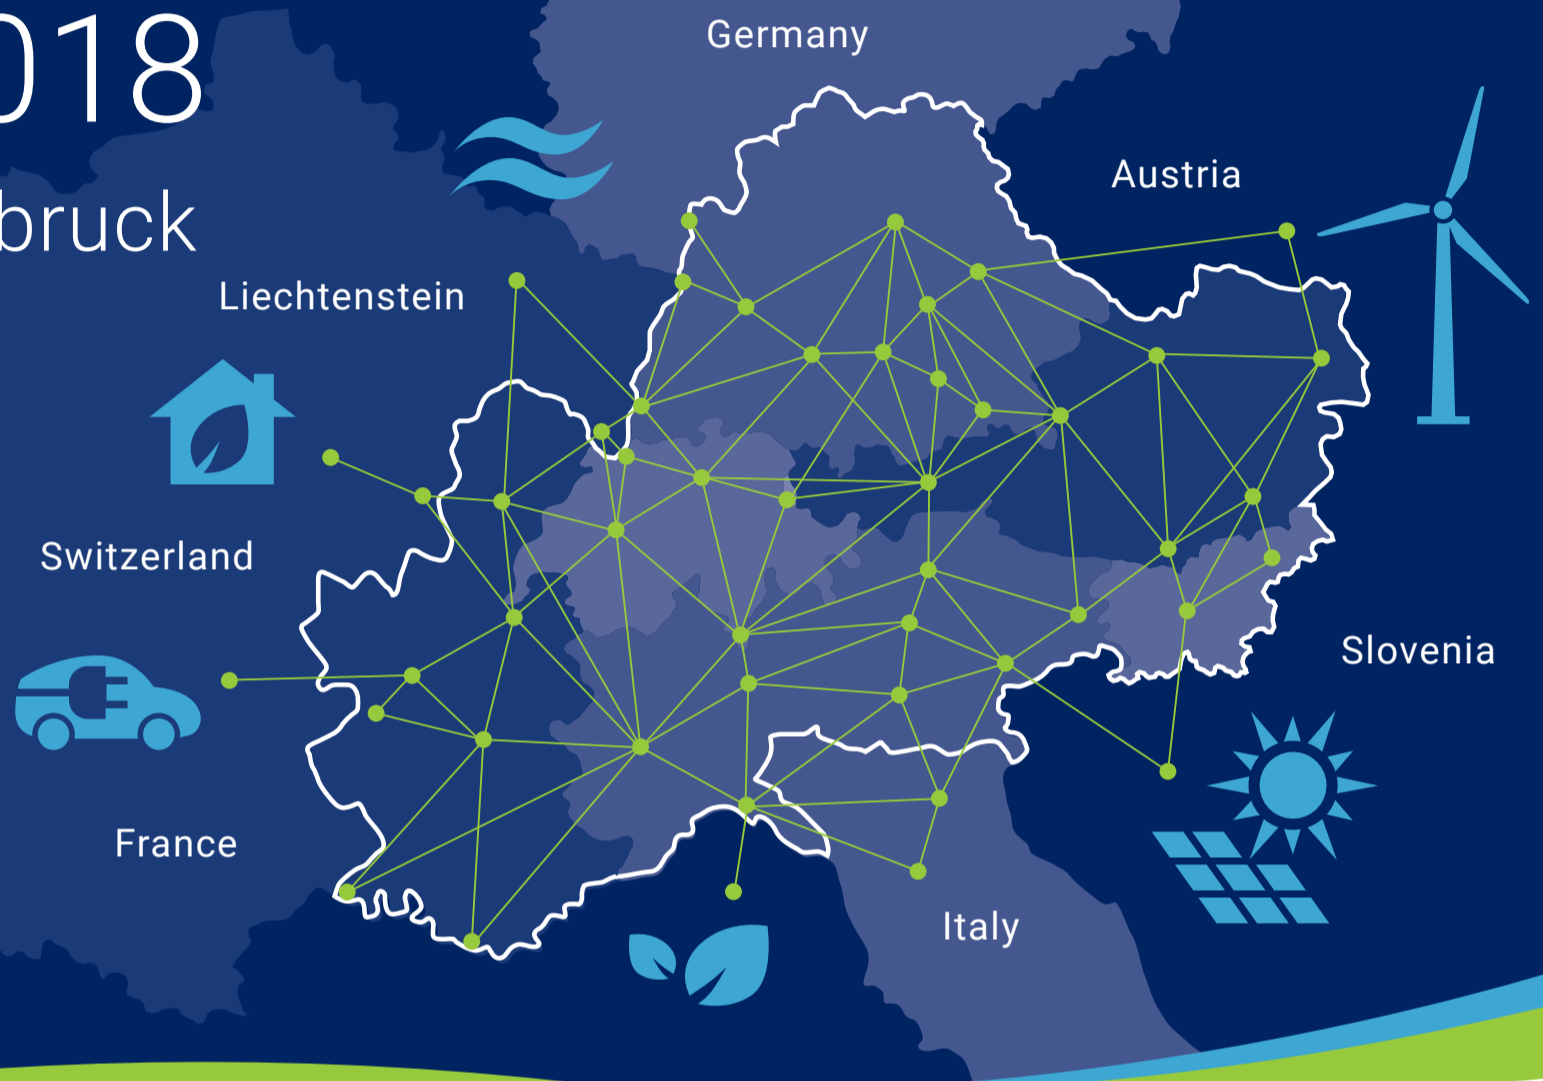 018
bruck
Germany
Austria
Liechtenstein
Switzerland
Slovenia
France
Italy